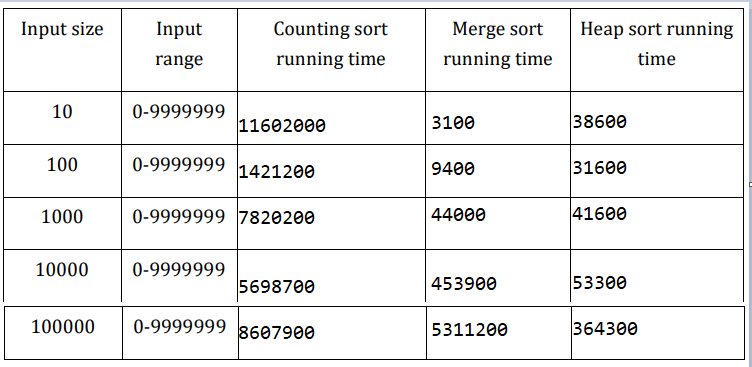 Input size Input range Counting sort running time Merge sort running time Heap sort running time
10 0-9999999 11602000 3100 38600
100 0-9999999 1421200 9400 31600
1000 0-9999999 7820200 44000 41600
10000 0-9999999 5698700 453900 53300
100000 0-9999999 8607900 5311200 364300